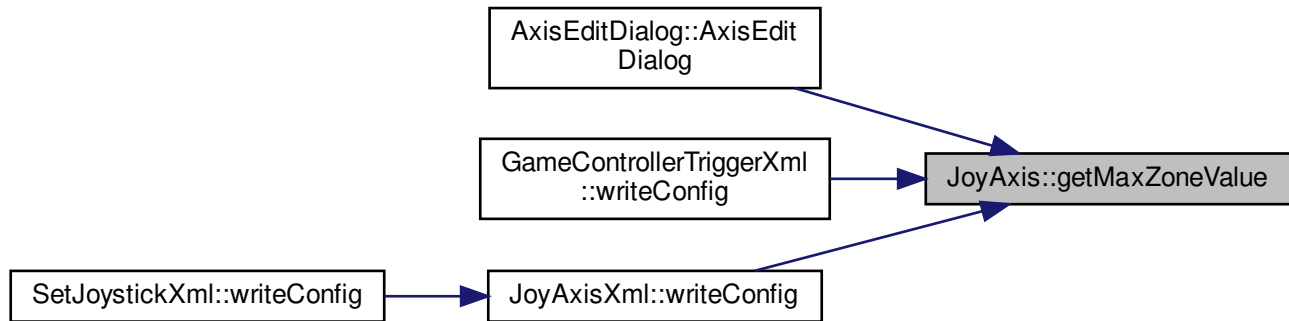 AxisEditDialog::AxisEdit
Dialog
GameControllerTriggerXml
::writeConfig
JoyAxis::getMaxZoneValue
SetJoystickXml::writeConfig
JoyAxisXml::writeConfig